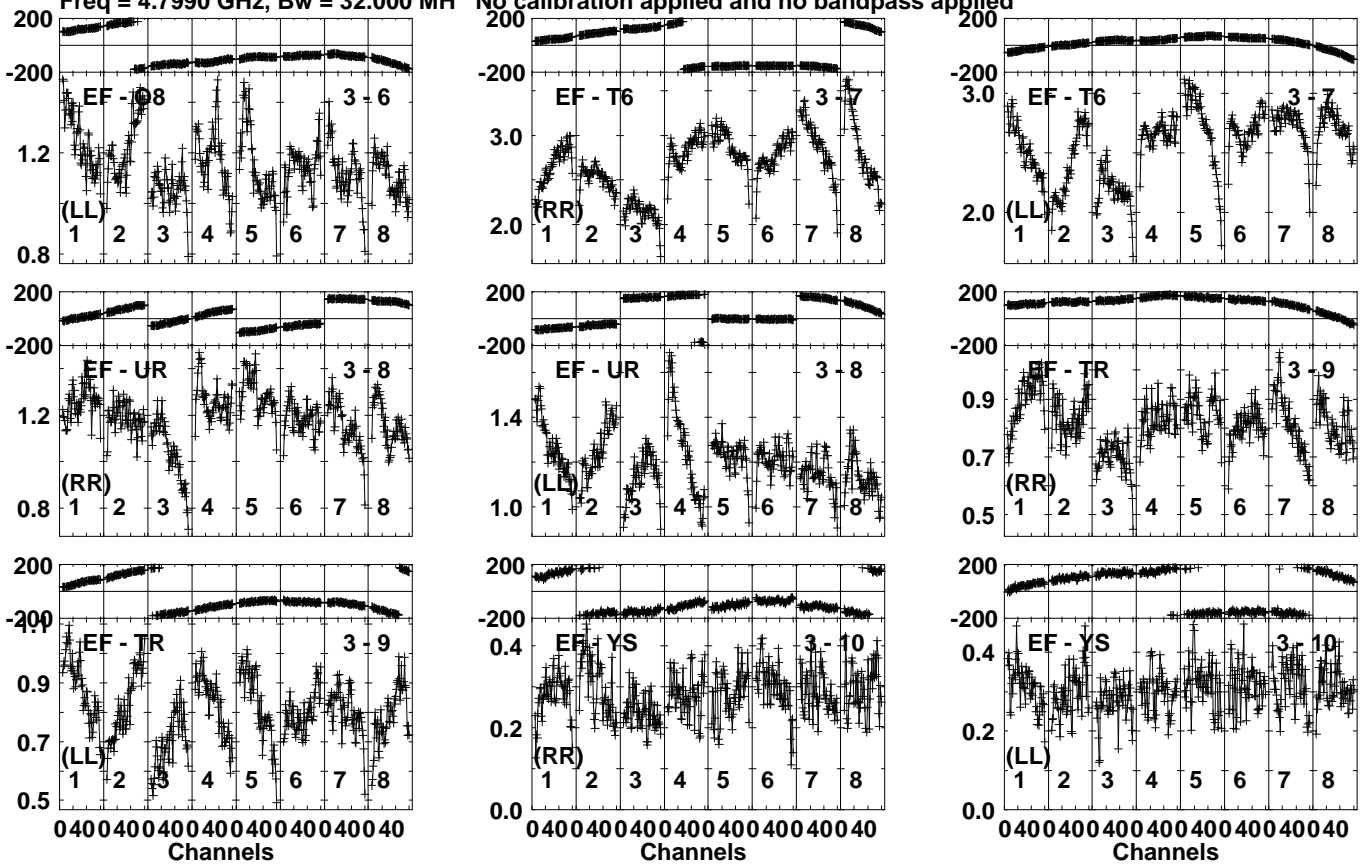 Freq = 4.7990 GHz, Bw = 32.000 MH No calibration applied and no bandpass applied
200 200 200
-200 -200 -200
EF - O8 3 - 6 EF - T6 3 - 7 EF - T6 3 - 7
3.0
3.0
1.2
(LL) (RR) 2.0 (LL) 2.0
1 2 3 4 5 6 7 8 1 2 3 4 5 6 7 8 1 2 3 4 5 6 7 8
0.8
200 200 200
-200 -200 -200
EF - UR 3 - 8 EF - UR 3 - 8 EF - TR 3 - 9
1.2 1.4 0.9
0.7
(RR) (LL) (RR)
0.8 1.0 0.5
1 2 3 4 5 6 7 8 1 2 3 4 5 6 7 8 1 2 3 4 5 6 7 8
200 200 200
-200 -200 -200
1.1
EF - TR 3 - 9 EF - YS 3 - 10 EF - YS 3 - 10
0.9 0.4 0.4
0.7 0.2 0.2
(LL) (RR) (LL)
1 2 3 4 5 6 7 8 1 2 3 4 5 6 7 8 1 2 3 4 5 6 7 8
0.5 0.0 0.0
0 40 0 40 0 40 0 40 0 40 0 40 0 40 0 40 0 40 0 40 0 40 0 40 0 40 0 40 0 40 0 40 0 40 0 40 0 40 0 40 0 40 0 40 0 40 0 40
Channels Channels Channels